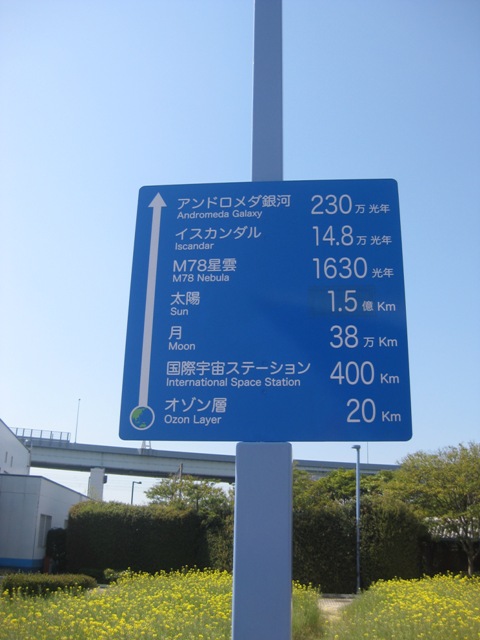 アンドロメダ銀河 230万光年
Andromeda Galaxy
イスカンダル 14.8万光年
Iscandar
M78星雲 1630光年
M78 Nebula
太陽 1.5億Km
Sun
月 38万Km
Moon
国際宇宙ステーション 400Km
International Space Station
オゾン層 20Km
Ozon Layer